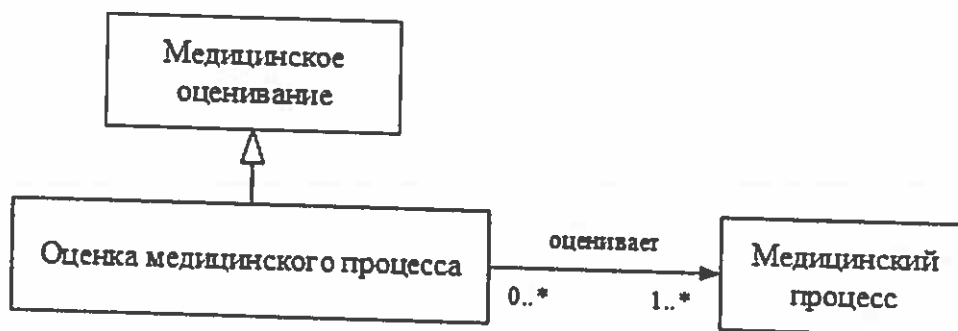 Медицинское
оценивание
Оценка медицинского процесса
оценивает
0..*
1..*
Медицинский
процесс